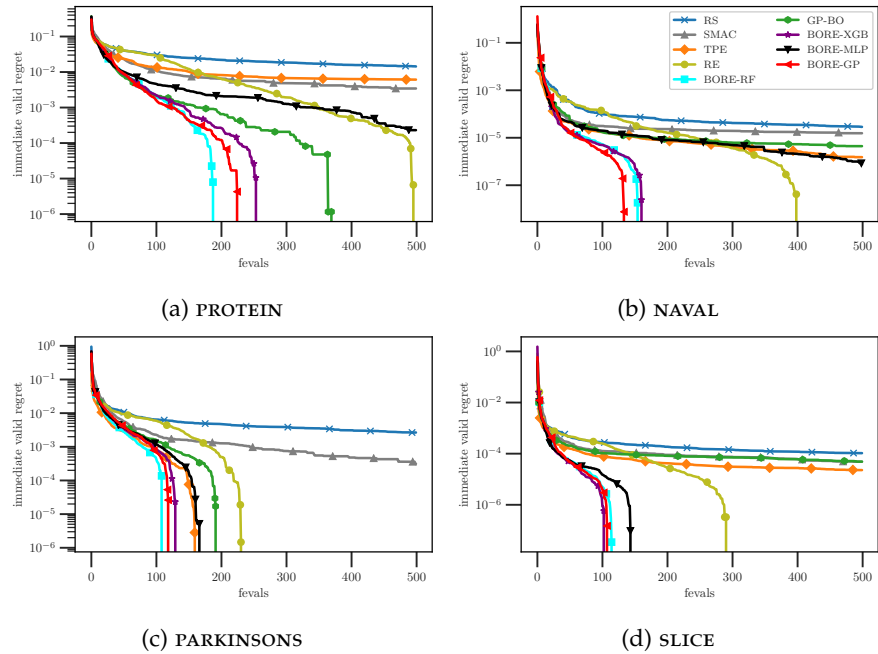 immediate valid regret
10⁻¹
10⁻²
10⁻³
10⁻⁴
10⁻⁵
10⁻⁶
0 100 200 300 400 500
fevals
(a) PROTEIN
immediate valid regret
10⁻¹
10⁻³
10⁻⁵
10⁻⁷
RS
SMAC
TPE
RE
BORE-RF
GP-BO
BORE-XGB
BORE-MLP
BORE-GP
0 100 200 300 400 500
fevals
(b) NAVAL
immediate valid regret
10⁰
10⁻¹
10⁻²
10⁻³
10⁻⁴
10⁻⁵
10⁻⁶
0 100 200 300 400 500
fevals
(c) PARKINSONS
immediate valid regret
10⁰
10⁻²
10⁻⁴
10⁻⁶
0 100 200 300 400 500
fevals
(d) SLICE